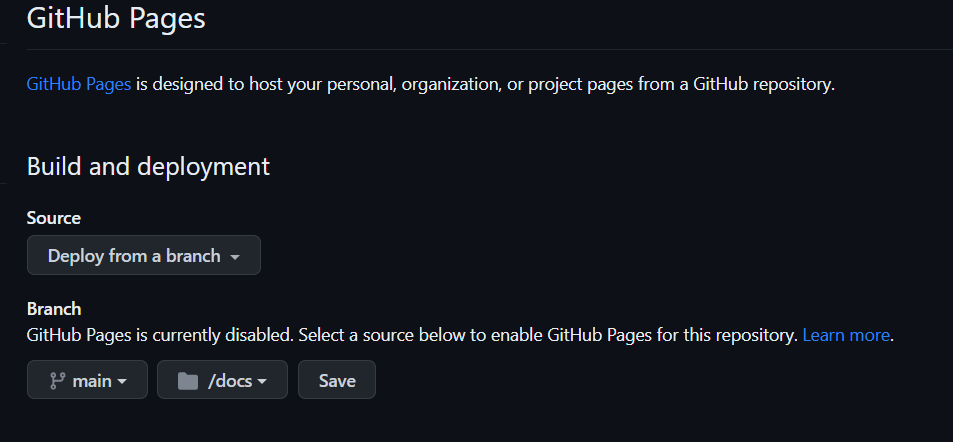 GitHub Pages
GitHub Pages is designed to host your personal, organization, or project pages from a GitHub repository.
Build and deployment
Source
Deploy from a branch
Branch
GitHub Pages is currently disabled. Select a source below to enable GitHub Pages for this repository. Learn more.
main /docs Save